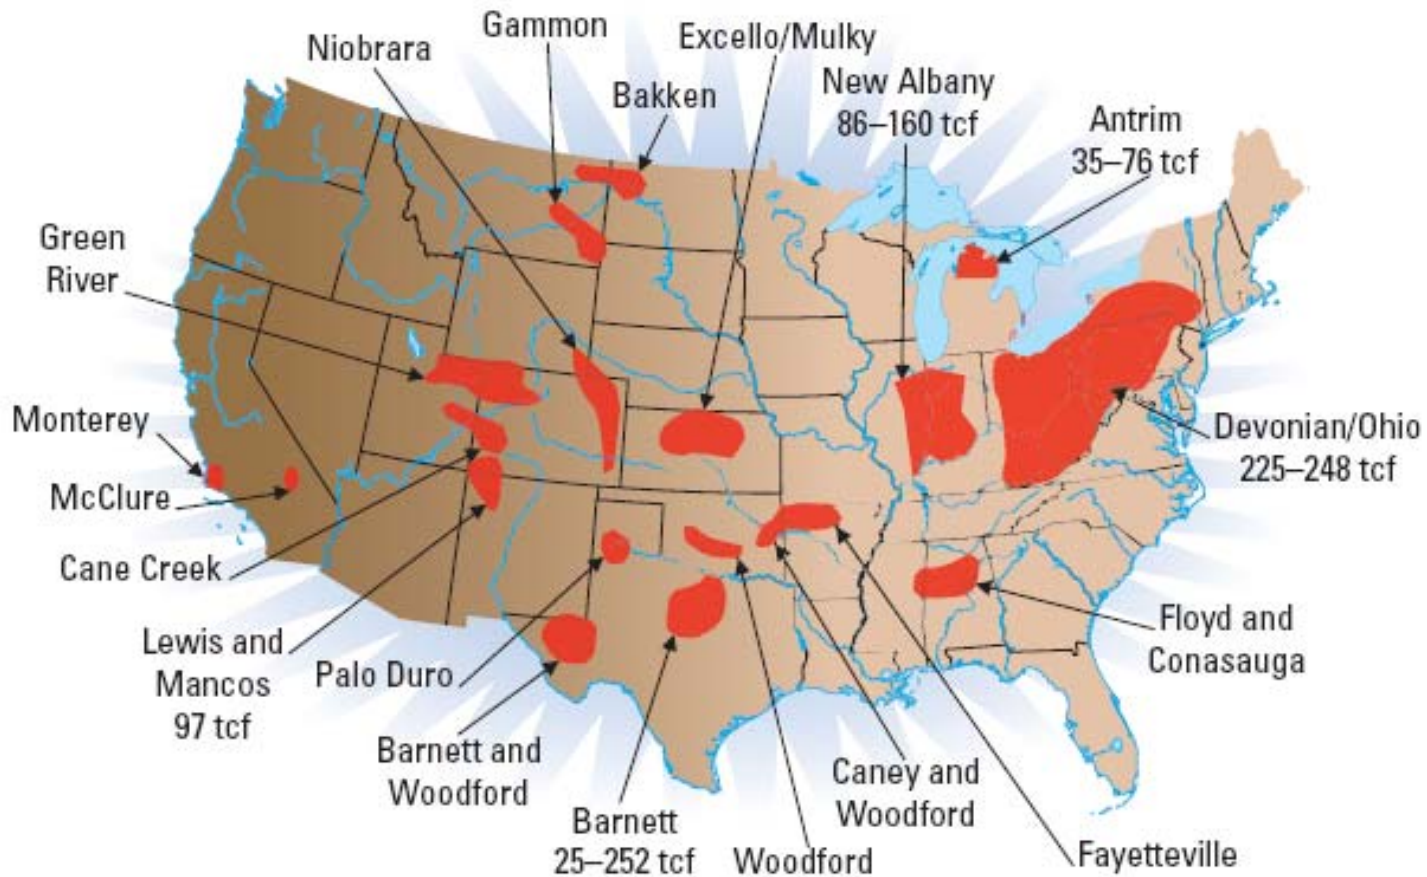 Gammon
Niobrara
Excello/Mulky
Bakken
New Albany
86–160 tcf
Antrim
35–76 tcf
Green
River
Monterey
McClure
Devonian/Ohio
225–248 tcf
Cane Creek
Lewis and
Mancos
97 tcf
Palo Duro
Floyd and
Conasauga
Barnett and
Woodford
Barnett
25–252 tcf
Woodford
Caney and
Woodford
Fayetteville